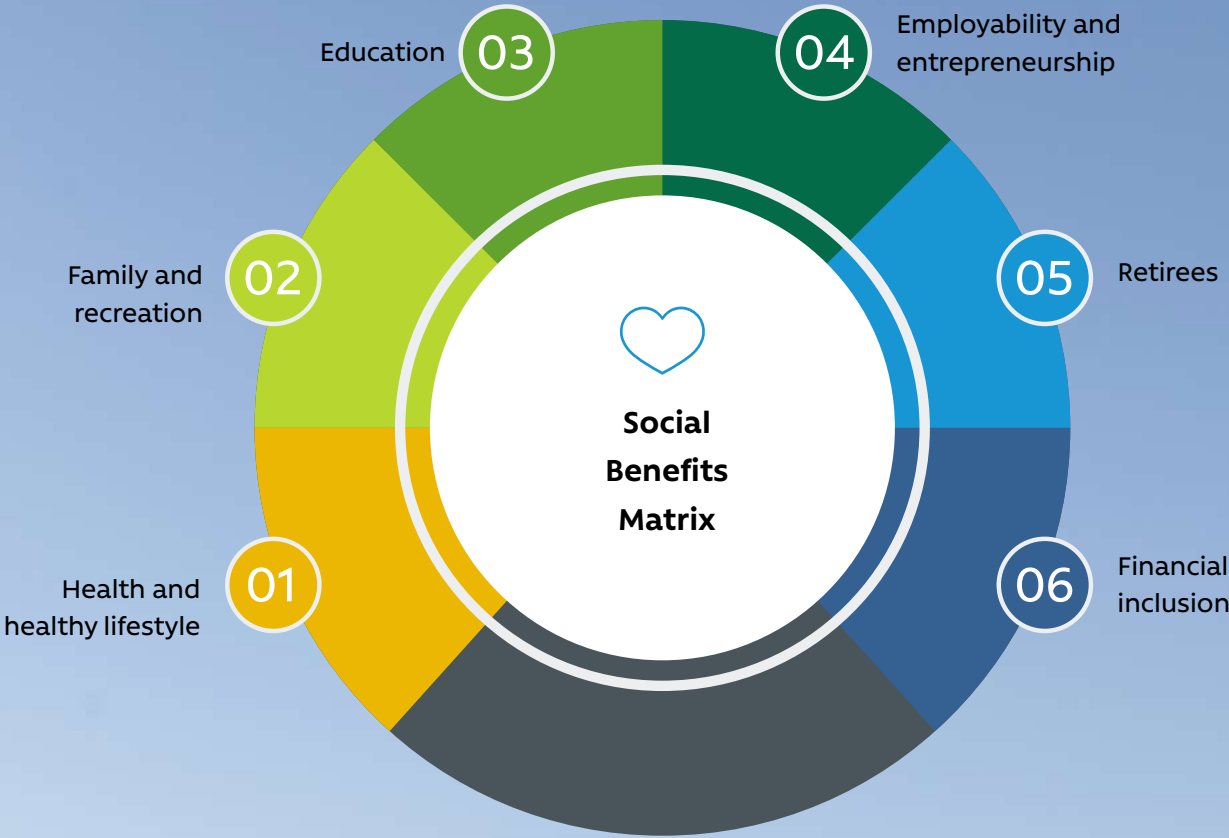 Education
03
04
Employability and
entrepreneurship
Family and
recreation
02
05
Retirees
Social
Benefits
Matrix
Health and
healthy lifestyle
01
06
Financial
inclusion